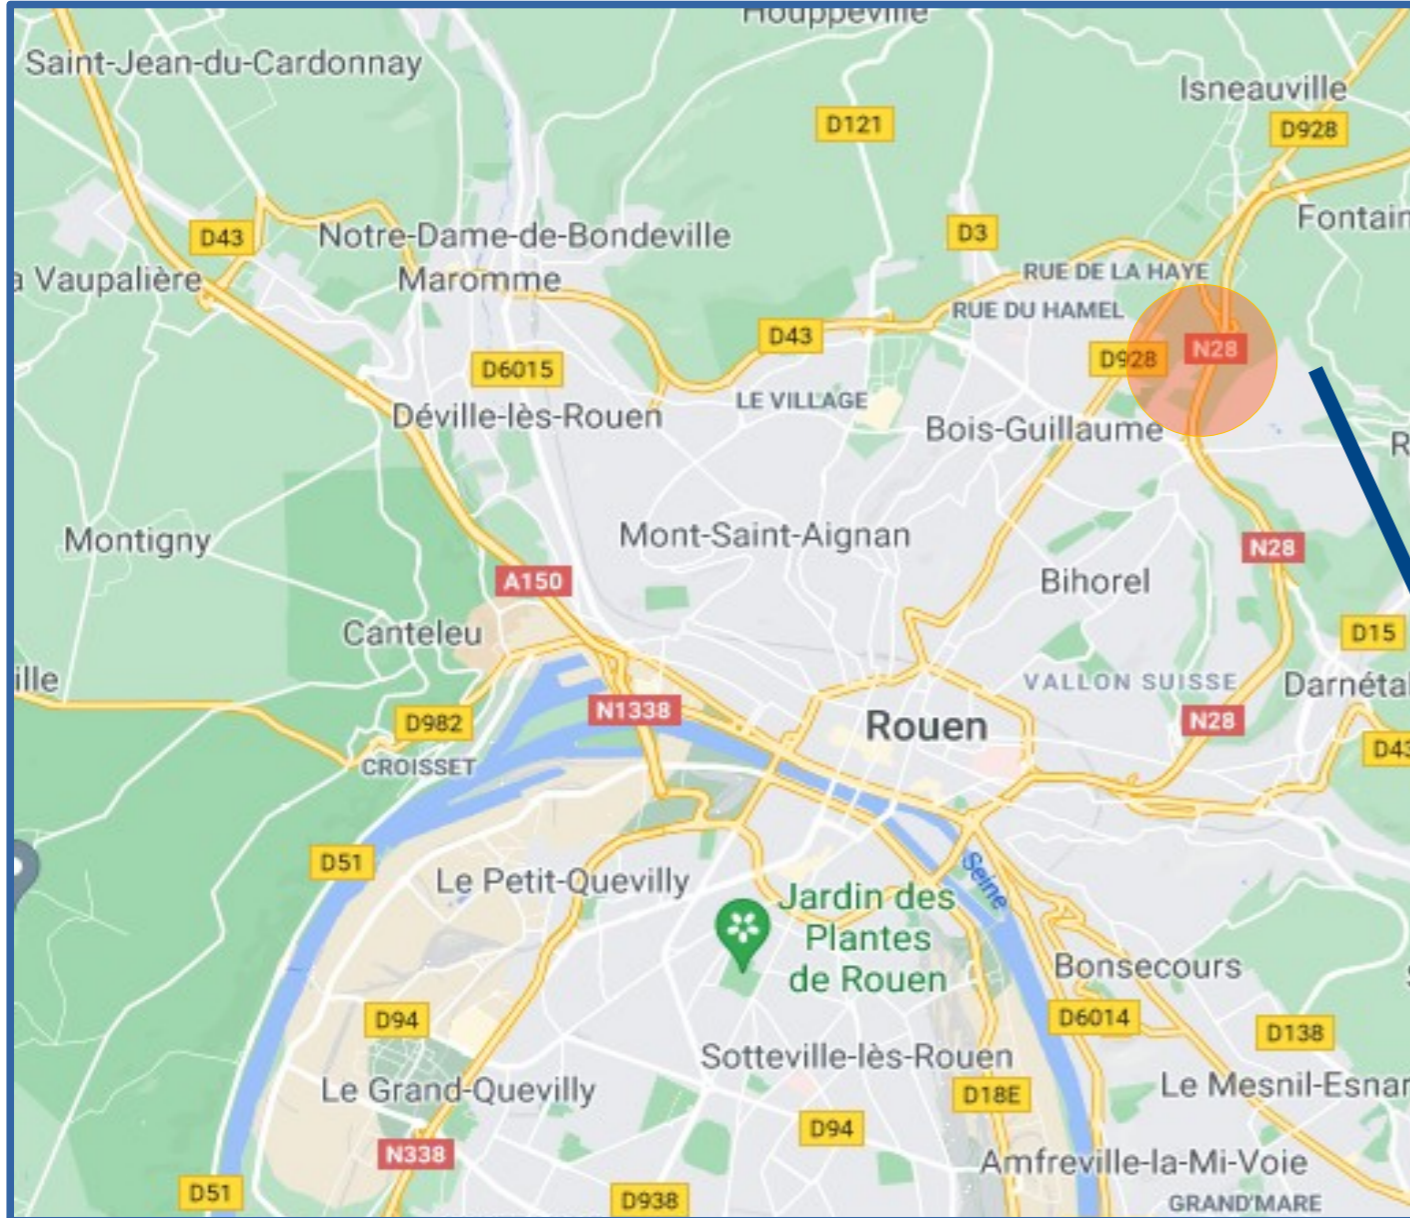 Houppeville
Saint-Jean-du-Cardonnay
Isneauville
D121
D928
Fontain
D43
Notre-Dame-de-Bondeville
D3
a Vaupalière
Maromme
RUE DE LA HAYE
RUE DU HAMEL
D43
D928
N28
D6015
LE VILLAGE
Déville-lès-Rouen
Bois-Guillaume
R
Montigny
Mont-Saint-Aignan
N28
A150
Bihorel
Canteleu
D15
ille
VALLON SUISSE
Darnétal
D982
N1338
Rouen
N28
D43
CROISSET
D51
Le Petit-Quevilly
Seine
Jardin des
Plantes
de Rouen
Bonsecours
D94
D6014
D138
Sotteville-lès-Rouen
Le Grand-Quevilly
D18E
Le Mesnil-Esnar
D94
N338
Amfreville-la-Mi-Voie
D51
D938
GRAND'MARE